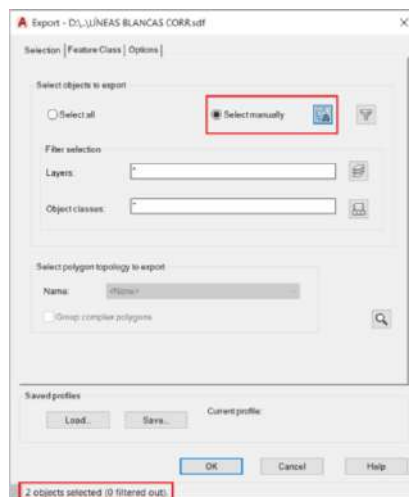 Export - D:\..\LÍNEAS BLANCAS CORR.sdf
Selection Feature Class Options
Select objects to export
Select all Select manually
Filter selection
Layers: *
Object classes: *
Select polygon topology to export
Name: <None>
Group complex polygons
Saved profiles
Load... Save... Current profile:
OK Cancel Help
2 objects selected (0 filtered out).